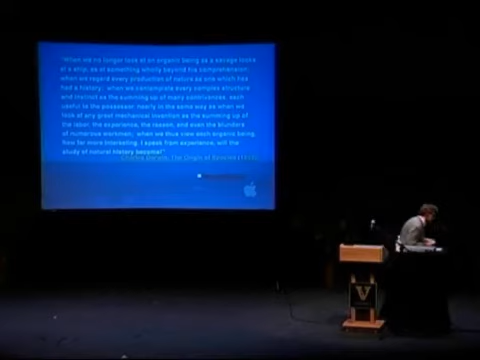 "When we no longer look at an organic being as a savage looks
at a ship, as at something wholly beyond his comprehension;
when we regard every production of nature as one which has
had a history; when we contemplate every complex structure
and instinct as the summing up of many contrivances, each
useful to the possessor, nearly in the same way as when we
look at any great mechanical invention as the summing up of
the labor, the experience, the reason, and even the blunders
of numerous workmen; when we thus view each organic being,
how far more interesting, I speak from experience, will the
study of natural history become!"
Charles Darwin, The Origin of Species
V